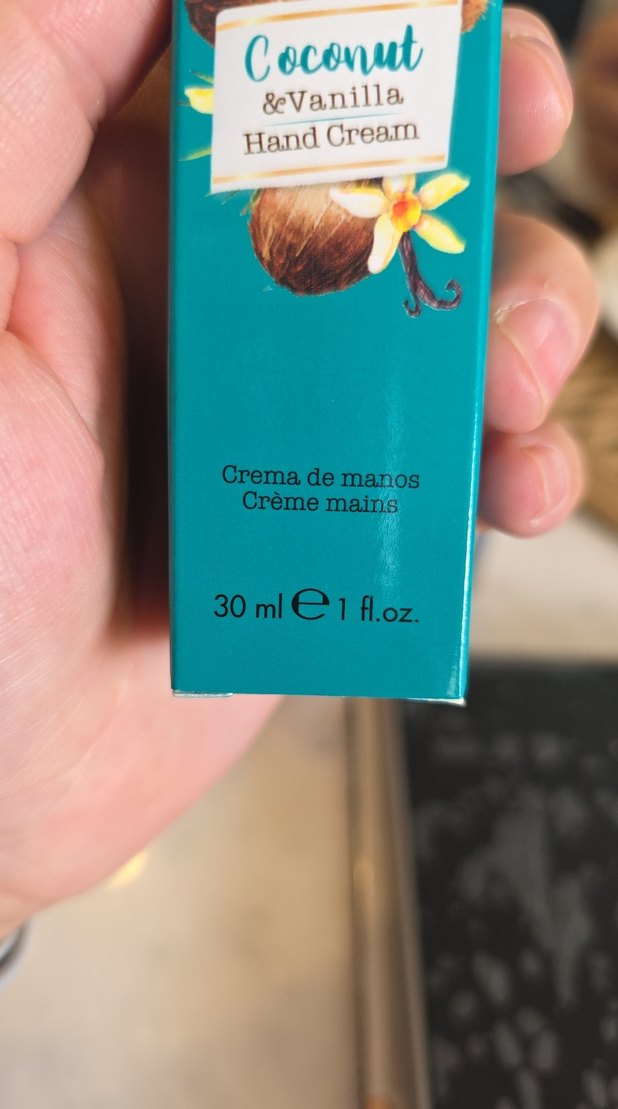 Coconut
&Vanilla
Hand Cream
Crema de manos
Crème mains
30 ml ℮ 1 fl.oz.